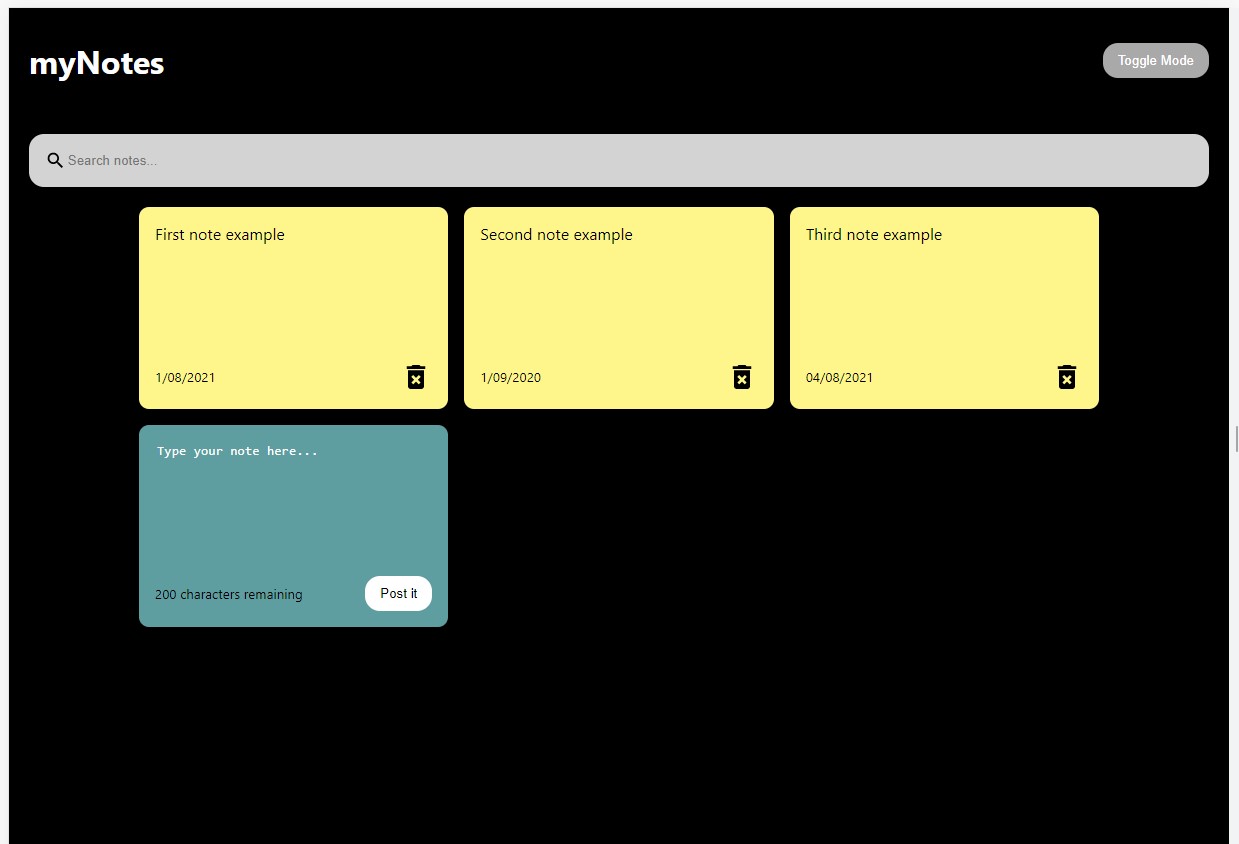 myNotes
Toggle Mode
Search notes...
First note example
Second note example
Third note example
1/08/2021
1/09/2020
04/08/2021
Type your note here...
200 characters remaining
Post it